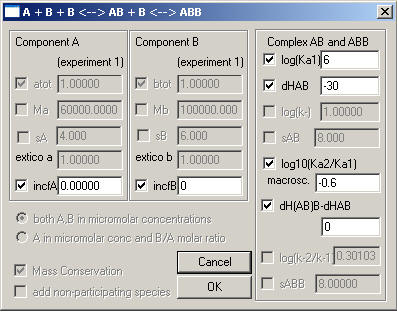 A + B + B <--> AB + B <--> ABB
Component A
(experiment 1)
atot 1.00000
Ma 60000.0000
sA 4.000
extico a 1.00000
incfA 0.00000
Component B
(experiment 1)
btot 1.00000
Mb 100000.000
sB 6.000
extico b 1.00000
incfB 0
Complex AB and ABB
log(Ka1) 6
dHAB -30
log(k-) 1.00000
sAB 8.000
log10(Ka2/Ka1)
macrosc. -0.6
dH(AB)B-dHAB
0
log(k-2/k-1) 0.30103
sABB 8.00000
both A,B in micromolar concentrations
A in micromolar conc and B/A molar ratio
Mass Conservation
add non-participating species
Cancel
OK